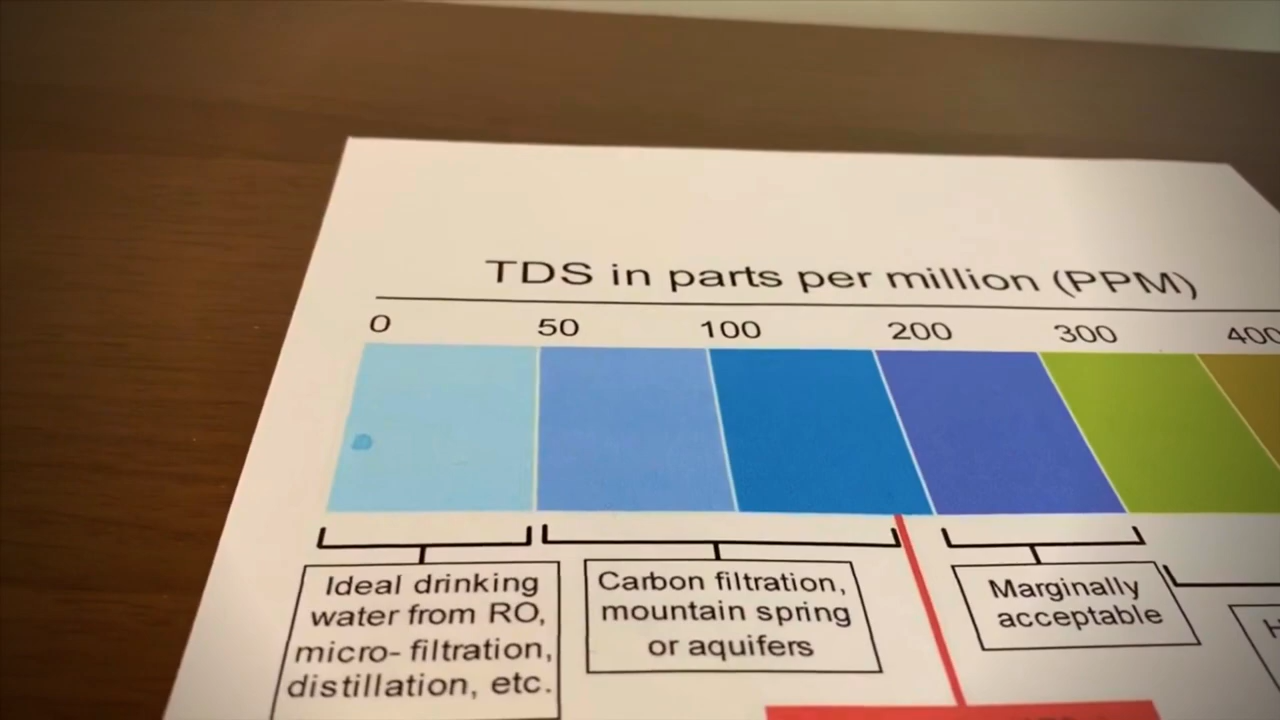 TDS in parts per million (PPM)
0 50 100 200 300 400
Ideal drinking
water from RO,
micro- filtration,
distillation, etc.
Carbon filtration,
mountain spring
or aquifers
Marginally
acceptable